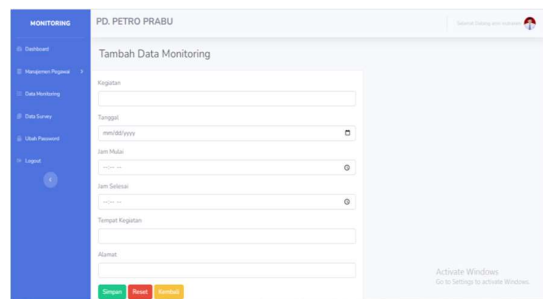 MONITORING
PD. PETRO PRABU
Selamat Datang
Dashboard
Manajemen Pegawai
Data Monitoring
Data Survey
Ubah Password
Logout
Tambah Data Monitoring
Kegiatan
Tanggal
mm/dd/yyyy
Jam Mulai
--:-- --
Jam Selesai
--:-- --
Tempat Kegiatan
Alamat
Simpan Reset Kembali
Activate Windows
Go to Settings to activate Windows.